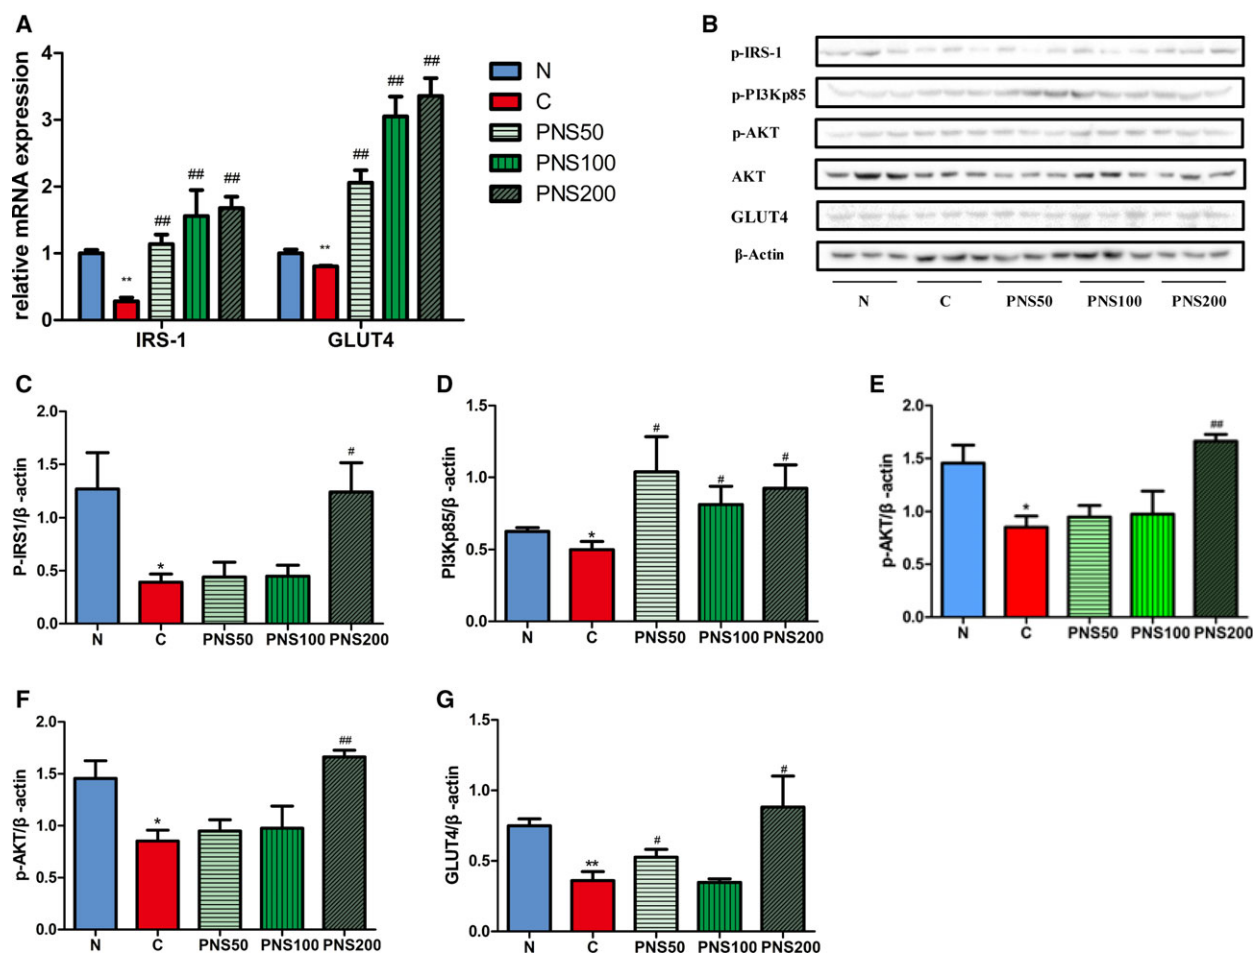 A
relative mRNA expression
4
3
2
1
0
**
##
##
##
**
##
##
##
IRS-1
GLUT4
N
C
PNS50
PNS100
PNS200
B
p-IRS-1
p-PI3Kp85
p-AKT
AKT
GLUT4
β-Actin
N
C
PNS50
PNS100
PNS200
C
P-IRS1/β -actin
2.0
1.5
1.0
0.5
0.0
*
#
N
C
PNS50
PNS100
PNS200
D
PI3Kp85/β -actin
1.5
1.0
0.5
0.0
*
#
#
#
N
C
PNS50
PNS100
PNS200
E
p-AKT/β -actin
2.0
1.5
1.0
0.5
0.0
*
##
N
C
PNS50
PNS100
PNS200
F
p-AKT/β -actin
2.0
1.5
1.0
0.5
0.0
*
##
N
C
PNS50
PNS100
PNS200
G
GLUT4/β -actin
1.5
1.0
0.5
0.0
**
#
#
N
C
PNS50
PNS100
PNS200